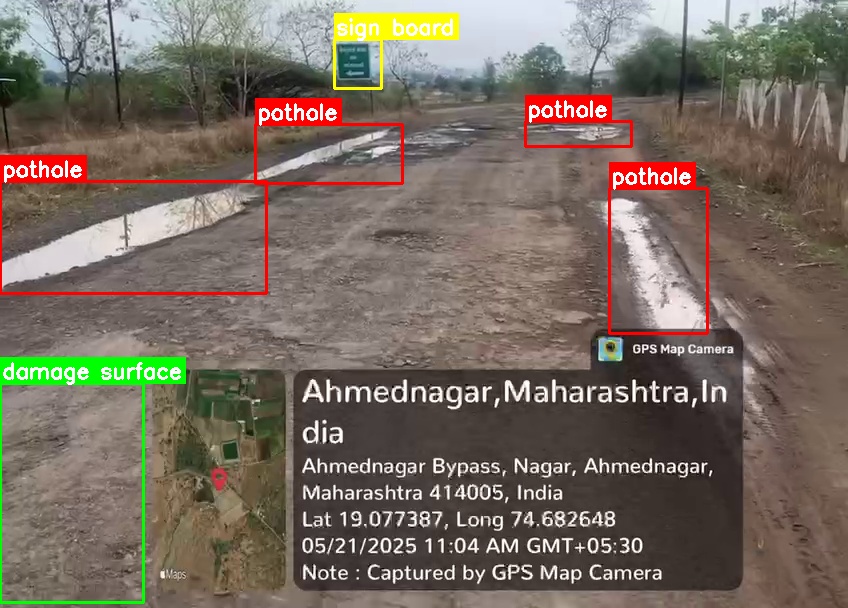 sign board
pothole
pothole
pothole
pothole
damage surface
GPS Map Camera
Ahmednagar,Maharashtra,In
dia
Ahmednagar Bypass, Nagar, Ahmednagar,
Maharashtra 414005, India
Lat 19.077387, Long 74.682648
05/21/2025 11:04 AM GMT+05:30
Note : Captured by GPS Map Camera
Maps